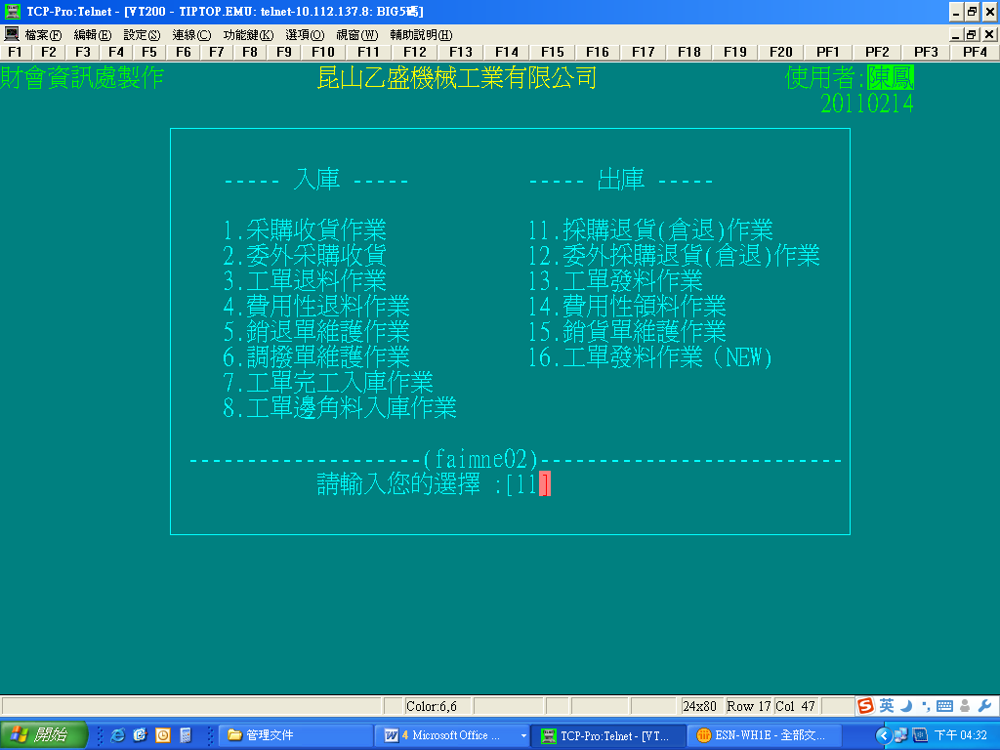 TCP-Pro:Telnet - [VT200 - TIPTOP.EMU: telnet-10.112.137.8: BIG5碼]
檔案(F) 編輯(E) 設定(S) 連線(C) 功能鍵(K) 選項(O) 視窗(W) 輔助說明(H)
F1 F2 F3 F4 F5 F6 F7 F8 F9 F10 F11 F12 F13 F14 F15 F16 F17 F18 F19 F20 PF1 PF2 PF3 PF4
財會資訊處製作 昆山乙盛機械工業有限公司 使用者:陳鳳
20110214
----- 入庫 ----- ----- 出庫 -----
1.采購收貨作業 11.採購退貨(倉退)作業
2.委外采購收貨 12.委外採購退貨(倉退)作業
3.工單退料作業 13.工單發料作業
4.費用性退料作業 14.費用性領料作業
5.銷退單維護作業 15.銷貨單維護作業
6.調撥單維護作業 16.工單發料作業（NEW)
7.工單完工入庫作業
8.工單邊角料入庫作業
--------------------(faimne02)--------------------------
請輸入您的選擇 :[11]
Color:6,6 24x80 Row 17 Col 47 英
開始 管理文件 4 Microsoft Office ... TCP-Pro:Telnet - [VT... ESN-WH1E - 全部文... 下午 04:32